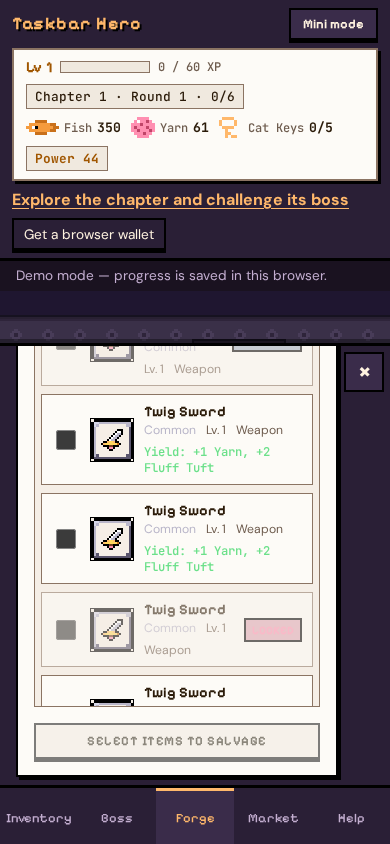 Taskbar Hero
Mini mode
Lv 1 0 / 60 XP
Chapter 1 · Round 1 · 0/6
Fish 350 Yarn 61 Cat Keys 0/5
Power 44
Explore the chapter and challenge its boss
Get a browser wallet
Demo mode — progress is saved in this browser.
Common
Lv. 1 Weapon
Twig Sword
Common Lv. 1 Weapon
Yield: +1 Yarn, +2
Fluff Tuft
Twig Sword
Common Lv. 1 Weapon
Yield: +1 Yarn, +2
Fluff Tuft
Twig Sword
Common Lv. 1
Weapon
Twig Sword
SELECT ITEMS TO SALVAGE
Inventory Boss Forge Market Help